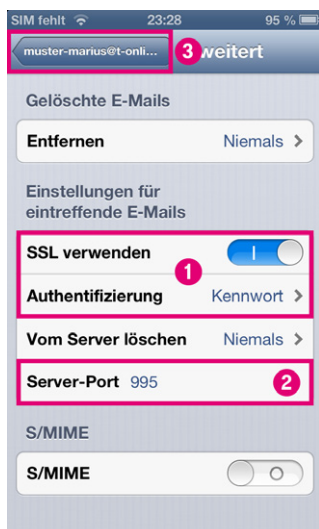 SIM fehlt 23:28 95 %
muster-marius@t-onli... 3 weitert
Gelöschte E-Mails
Entfernen Niemals >
Einstellungen für
eintreffende E-Mails
SSL verwenden
1
Authentifizierung Kennwort >
Vom Server löschen Niemals >
Server-Port 995 2
S/MIME
S/MIME